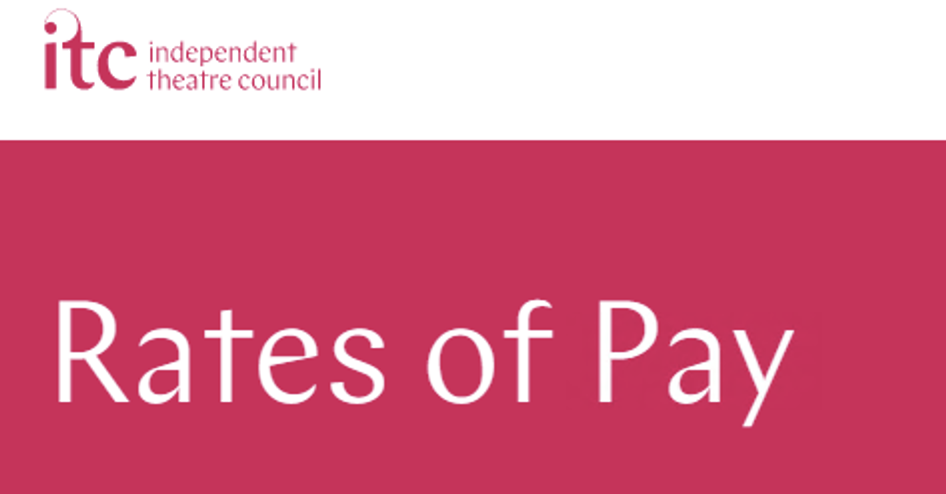 itc independent
theatre council
Rates of Pay